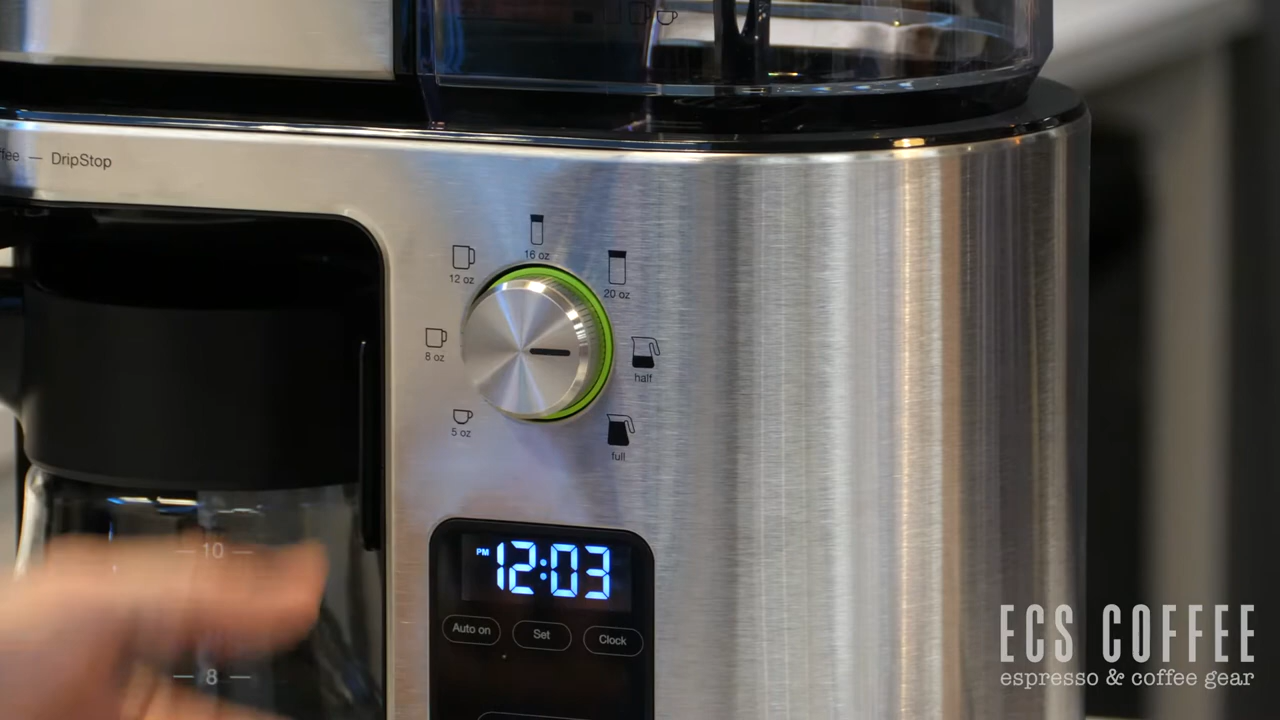 ffee — DripStop
16 oz
12 oz
20 oz
8 oz
half
5 oz
full
— 10 —
PM 12:03
Auto on Set Clock
— 8 —
ECS COFFEE
espresso & coffee gear